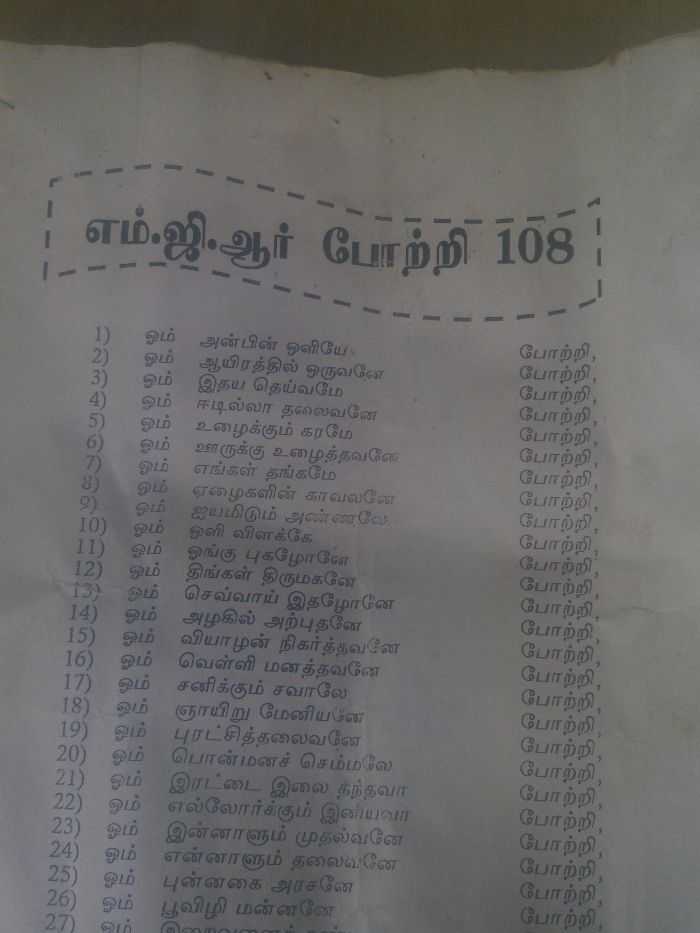 எம்.ஜி.ஆர் போற்றி 108
1) ஓம் அன்பின் ஒளியே போற்றி,
2) ஓம் ஆயிரத்தில் ஒருவனே போற்றி,
3) ஓம் இதய தெய்வமே போற்றி,
4) ஓம் ஈடில்லா தலைவனே போற்றி,
5) ஓம் உழைக்கும் கரமே போற்றி,
6) ஓம் ஊருக்கு உழைத்தவனே போற்றி,
7) ஓம் எங்கள் தங்கமே போற்றி,
8) ஓம் ஏழைகளின் காவலனே போற்றி,
9) ஓம் ஐயமிடும் அண்ணலே போற்றி,
10) ஓம் ஒளி விளக்கே போற்றி,
11) ஓம் ஓங்கு புகழோனே போற்றி,
12) ஓம் திங்கள் திருமகனே போற்றி,
13) ஓம் செவ்வாய் இதழோனே போற்றி,
14) ஓம் அழகில் அற்புதனே போற்றி,
15) ஓம் வியாழன் நிகர்த்தவனே போற்றி,
16) ஓம் வெள்ளி மனத்தவனே போற்றி,
17) ஓம் சனிக்கும் சவாலே போற்றி,
18) ஓம் ஞாயிறு மேனியனே போற்றி,
19) ஓம் புரட்சித்தலைவனே போற்றி,
20) ஓம் பொன்மனச் செம்மலே போற்றி,
21) ஓம் இரட்டை இலை தந்தவா போற்றி,
22) ஓம் எல்லோர்க்கும் இனியவா போற்றி,
23) ஓம் இன்னாளும் முதல்வனே போற்றி,
24) ஓம் என்னாளும் தலைவனே போற்றி,
25) ஓம் புன்னகை அரசனே போற்றி,
26) ஓம் பூவிழி மன்னனே போற்றி,
27) ஓம்